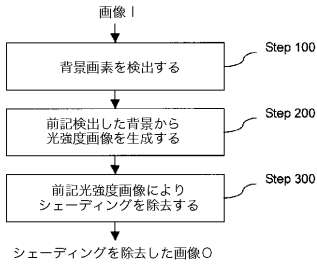 画像I
背景画素を検出する
Step 100
前記検出した背景から
光強度画像を生成する
Step 200
前記光強度画像により
シェーディングを除去する
Step 300
シェーディングを除去した画像O